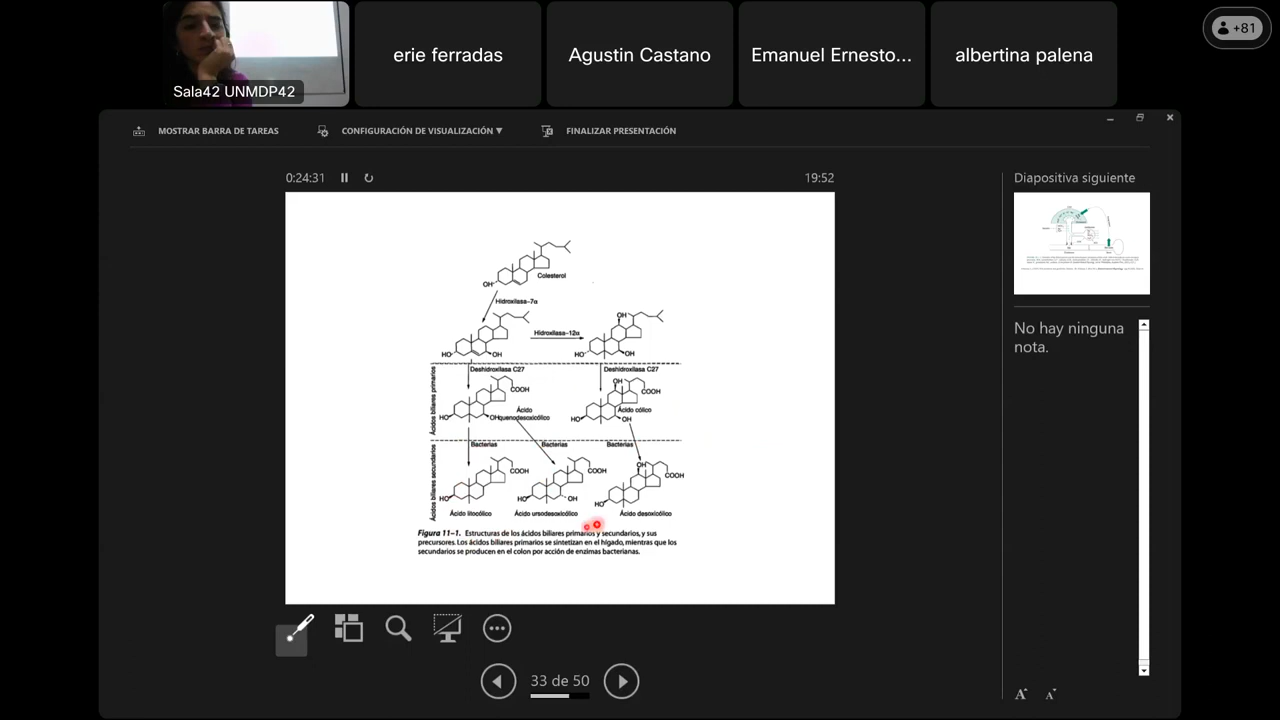 +81
Sala42 UNMDP42
erie ferradas
Agustin Castano
Emanuel Ernesto...
albertina palena
MOSTRAR BARRA DE TAREAS
CONFIGURACIÓN DE VISUALIZACIÓN ▼
FINALIZAR PRESENTACIÓN
0:24:31
19:52
Diapositiva siguiente
No hay ninguna
nota.
Colesterol
OH
Hidroxilasa-7α
Hidroxilasa-12α
OH
HO
OH
HO
OH
Ácidos biliares primarios
Deshidroxilasa C27
Deshidroxilasa C27
COOH
OH
COOH
HO
OH
Ácido
quenodesoxicólico
HO
OH
Ácido cólico
Ácidos biliares secundarios
Bacterias
Bacterias
Bacterias
COOH
COOH
OH
COOH
HO
HO
OH
HO
Ácido litocólico
Ácido ursodesoxicólico
Ácido desoxicólico
Figura 11–1. Estructuras de los ácidos biliares primarios y secundarios, y sus
precursores. Los ácidos biliares primarios se sintetizan en el hígado, mientras que los
secundarios se producen en el colon por acción de enzimas bacterianas.
33 de 50
A
A